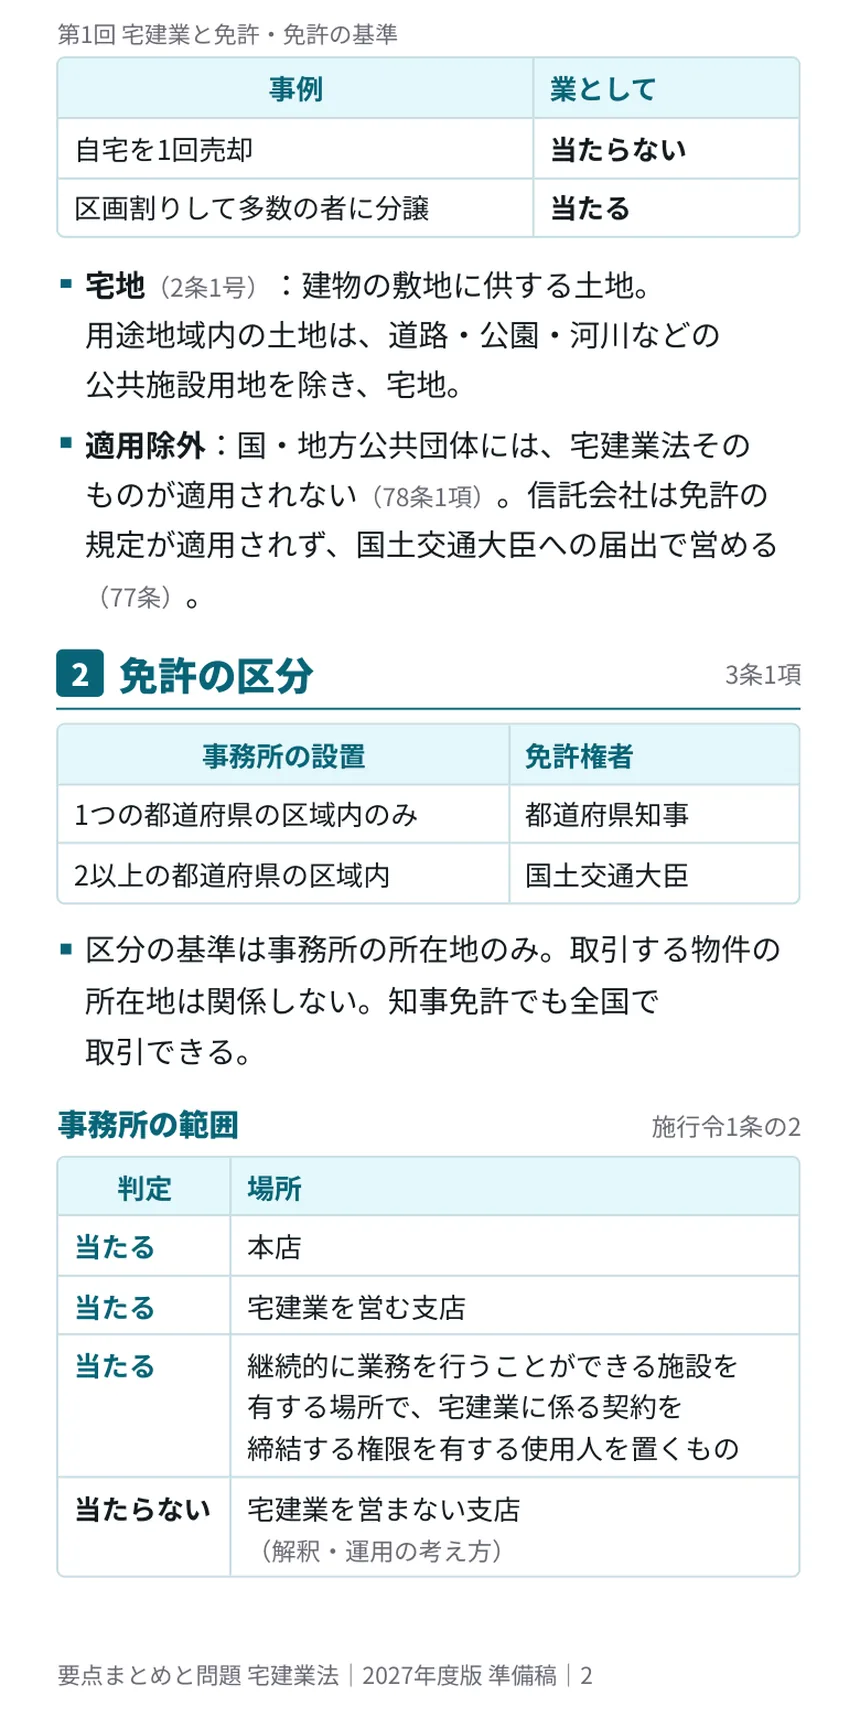 第1回 宅建業と免許・免許の基準
事例 業として
自宅を1回売却 当たらない
区画割りして多数の者に分譲 当たる
宅地（2条1号）：建物の敷地に供する土地。
用途地域内の土地は、道路・公園・河川などの
公共施設用地を除き、宅地。
適用除外：国・地方公共団体には、宅建業法その
ものが適用されない（78条1項）。信託会社は免許の
規定が適用されず、国土交通大臣への届出で営める
（77条）。
2 免許の区分 3条1項
事務所の設置 免許権者
1つの都道府県の区域内のみ 都道府県知事
2以上の都道府県の区域内 国土交通大臣
区分の基準は事務所の所在地のみ。取引する物件の
所在地は関係しない。知事免許でも全国で
取引できる。
事務所の範囲 施行令1条の2
判定 場所
当たる 本店
当たる 宅建業を営む支店
当たる 継続的に業務を行うことができる施設を
有する場所で、宅建業に係る契約を
締結する権限を有する使用人を置くもの
当たらない 宅建業を営まない支店
（解釈・運用の考え方）
要点まとめと問題 宅建業法｜2027年度版 準備稿｜2